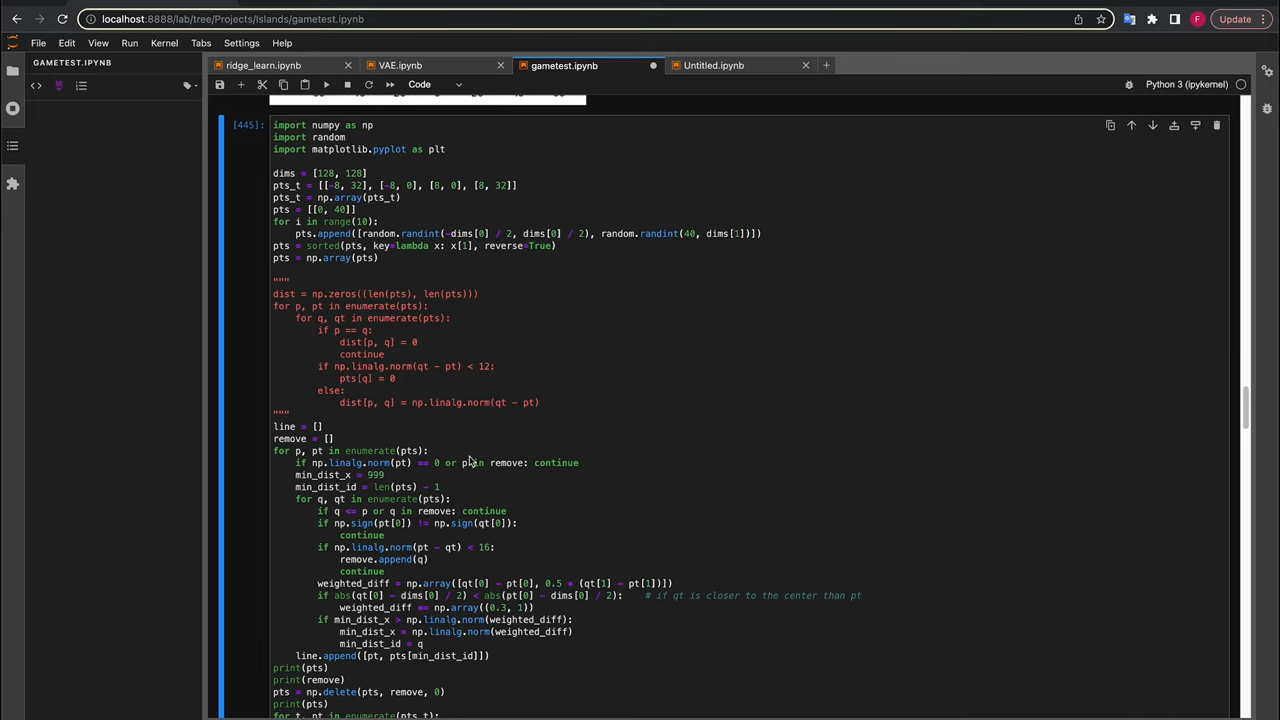 localhost:8888/lab/tree/Projects/Islands/gametest.ipynb
F
Update
File Edit View Run Kernel Tabs Settings Help
GAMETEST.IPYNB
ridge_learn.ipynb
VAE.ipynb
gametest.ipynb
Untitled.ipynb
Code
Python 3 (ipykernel)
[445]:
import numpy as np
import random
import matplotlib.pyplot as plt
dims = [128, 128]
pts_t = [[-8, 32], [-8, 0], [8, 0], [8, 32]]
pts_t = np.array(pts_t)
pts = [[0, 40]]
for i in range(10):
    pts.append([random.randint(-dims[0] / 2, dims[0] / 2), random.randint(40, dims[1])])
pts = sorted(pts, key=lambda x: x[1], reverse=True)
pts = np.array(pts)
"""
dist = np.zeros((len(pts), len(pts)))
for p, pt in enumerate(pts):
    for q, qt in enumerate(pts):
        if p == q:
            dist[p, q] = 0
            continue
        if np.linalg.norm(qt - pt) < 12:
            pts[q] = 0
        else:
            dist[p, q] = np.linalg.norm(qt - pt)
"""
line = []
remove = []
for p, pt in enumerate(pts):
    if np.linalg.norm(pt) == 0 or p in remove: continue
    min_dist_x = 999
    min_dist_id = len(pts) - 1
    for q, qt in enumerate(pts):
        if q <= p or q in remove: continue
        if np.sign(pt[0]) != np.sign(qt[0]):
            continue
        if np.linalg.norm(pt - qt) < 16:
            remove.append(q)
            continue
        weighted_diff = np.array([qt[0] - pt[0], 0.5 * (qt[1] - pt[1])])
        if abs(qt[0] - dims[0] / 2) < abs(pt[0] - dims[0] / 2):    # if qt is closer to the center than pt
            weighted_diff *= np.array((0.3, 1))
        if min_dist_x > np.linalg.norm(weighted_diff):
            min_dist_x = np.linalg.norm(weighted_diff)
            min_dist_id = q
    line.append([pt, pts[min_dist_id]])
print(pts)
print(remove)
pts = np.delete(pts, remove, 0)
print(pts)
for t, pt in enumerate(pts_t):